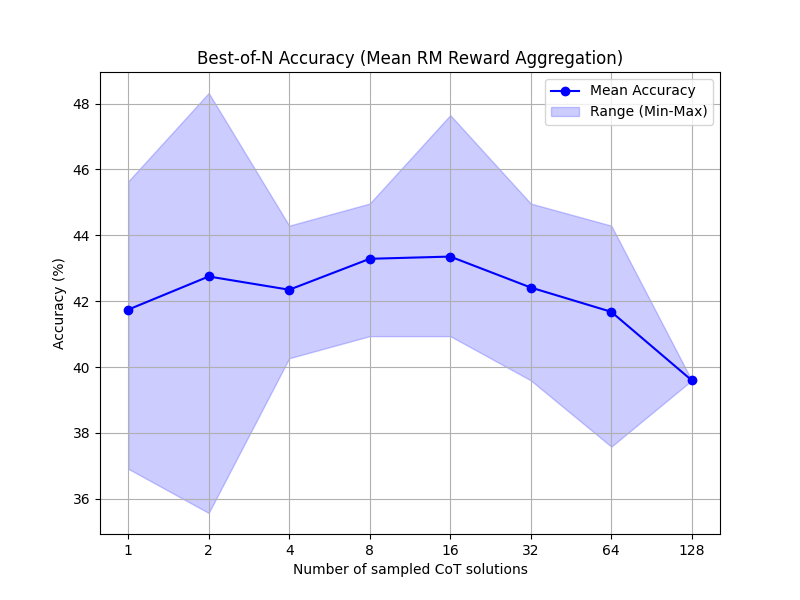 Best-of-N Accuracy (Mean RM Reward Aggregation)
Mean Accuracy
Range (Min-Max)
Accuracy (%)
48
46
44
42
40
38
36
1 2 4 8 16 32 64 128
Number of sampled CoT solutions